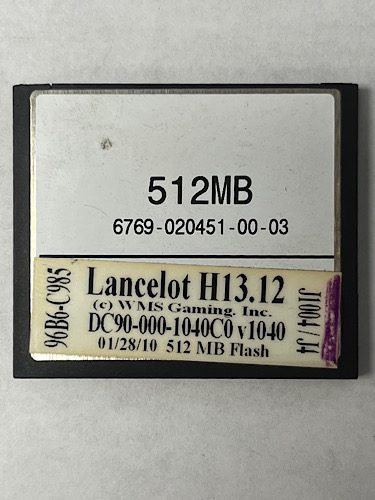 512MB
6769-020451-00-03
96B6-C985
Lancelot H13.12
(c) WMS Gaming, Inc.
DC90-000-1040C0 v1040
01/28/10 512 MB Flash
J1004 / J4